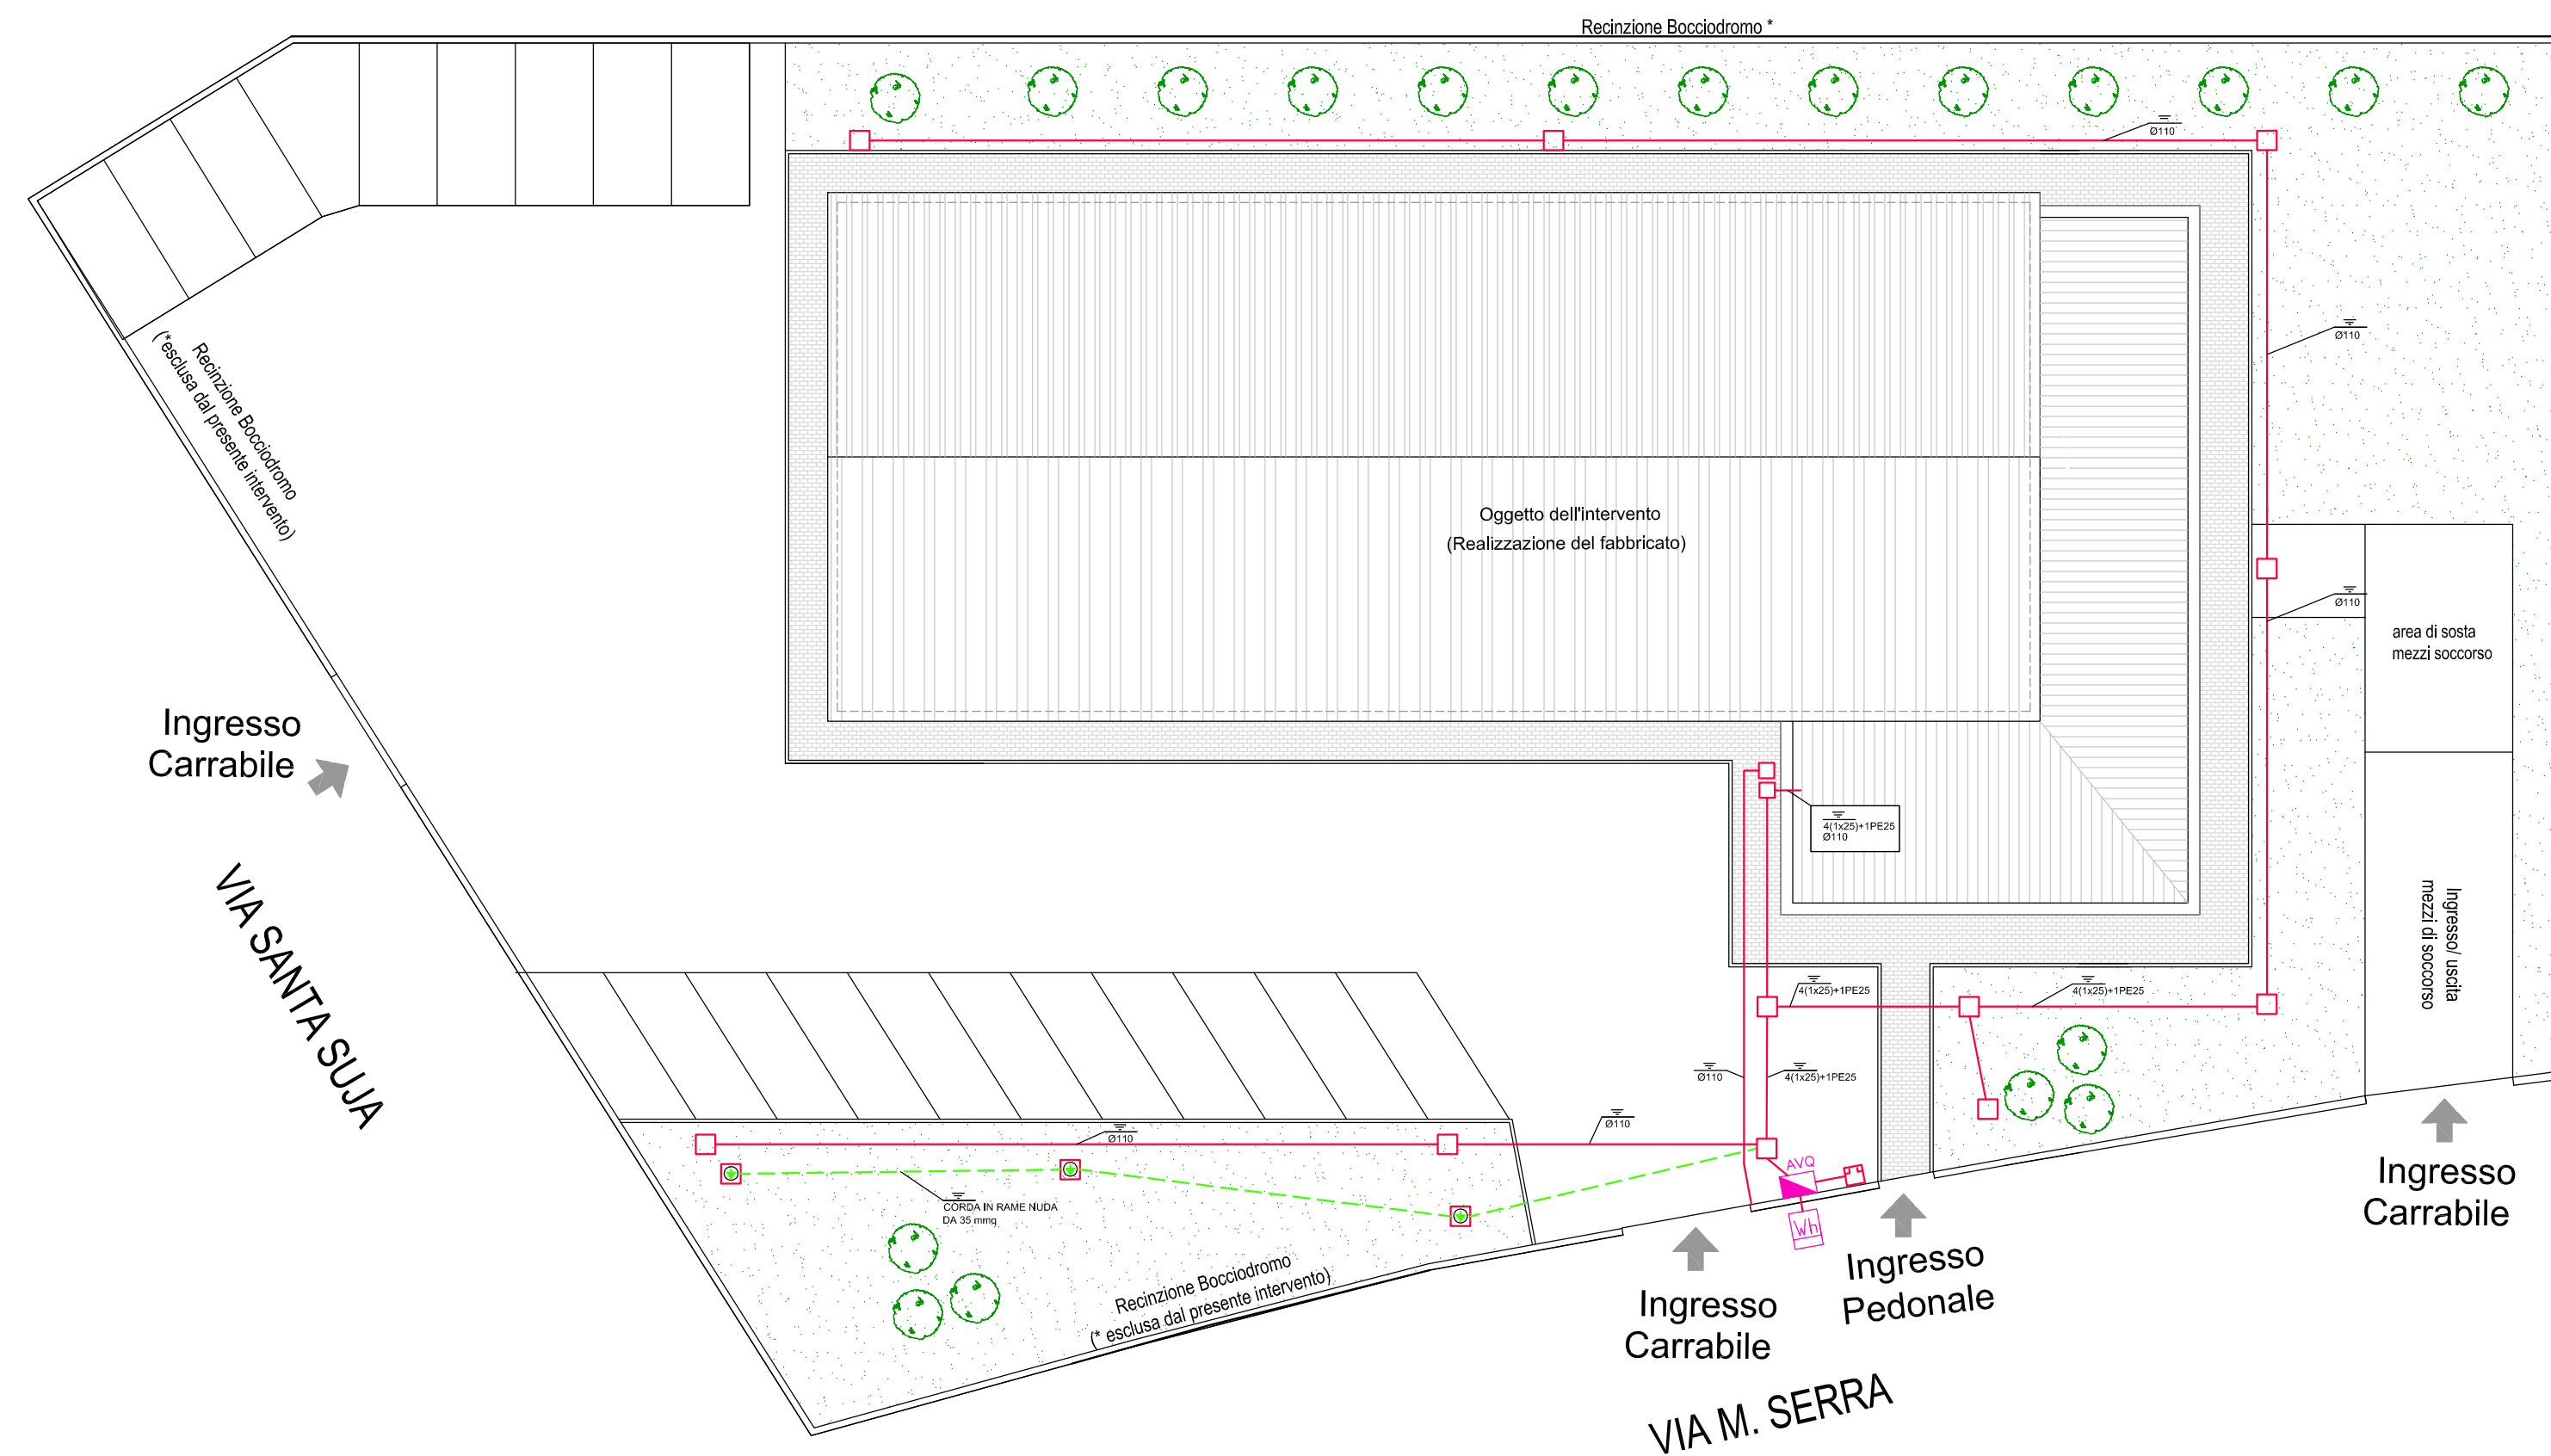 Recinzione Bocciodromo *
Ø110
Ø110
Recinzione Bocciodromo
(*esclusa dal presente intervento)
Oggetto dell'intervento
(Realizzazione del fabbricato)
Ø110
area di sosta
mezzi soccorso
Ingresso
Carrabile
4(1x25)+1PE25
Ø110
VIA SANTA SUJA
Ingresso/ uscita
mezzi di soccorso
4(1x25)+1PE25
4(1x25)+1PE25
Ø110
4(1x25)+1PE25
Ø110
Ø110
AVQ
Wh
CORDA IN RAME NUDA
DA 35 mmq
Recinzione Bocciodromo
(* esclusa dal presente intervento)
Ingresso
Carrabile
Ingresso
Pedonale
Ingresso
Carrabile
VIA M. SERRA